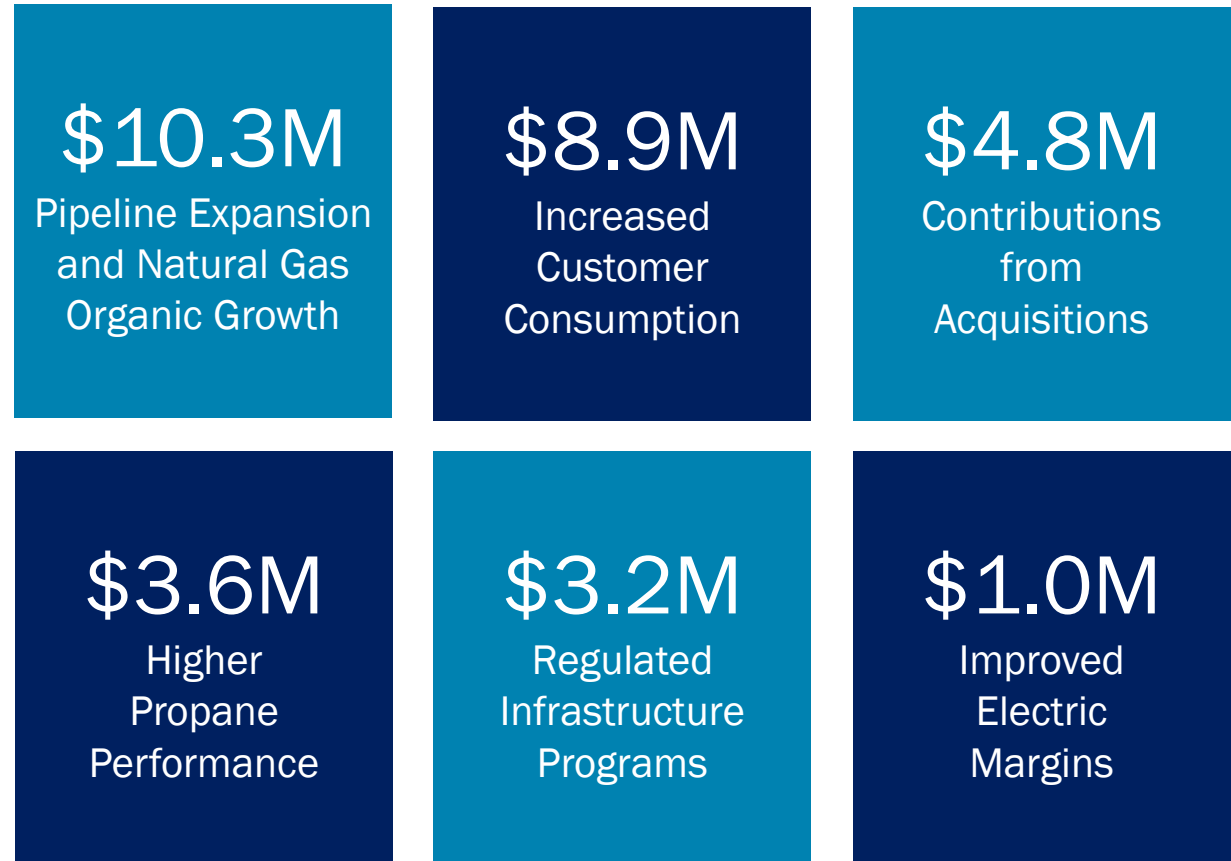 $10.3M
Pipeline Expansion
and Natural Gas
Organic Growth
$8.9M
Increased
Customer
Consumption
$4.8M
Contributions
from
Acquisitions
$3.6M
Higher
Propane
Performance
$3.2M
Regulated
Infrastructure
Programs
$1.0M
Improved
Electric
Margins